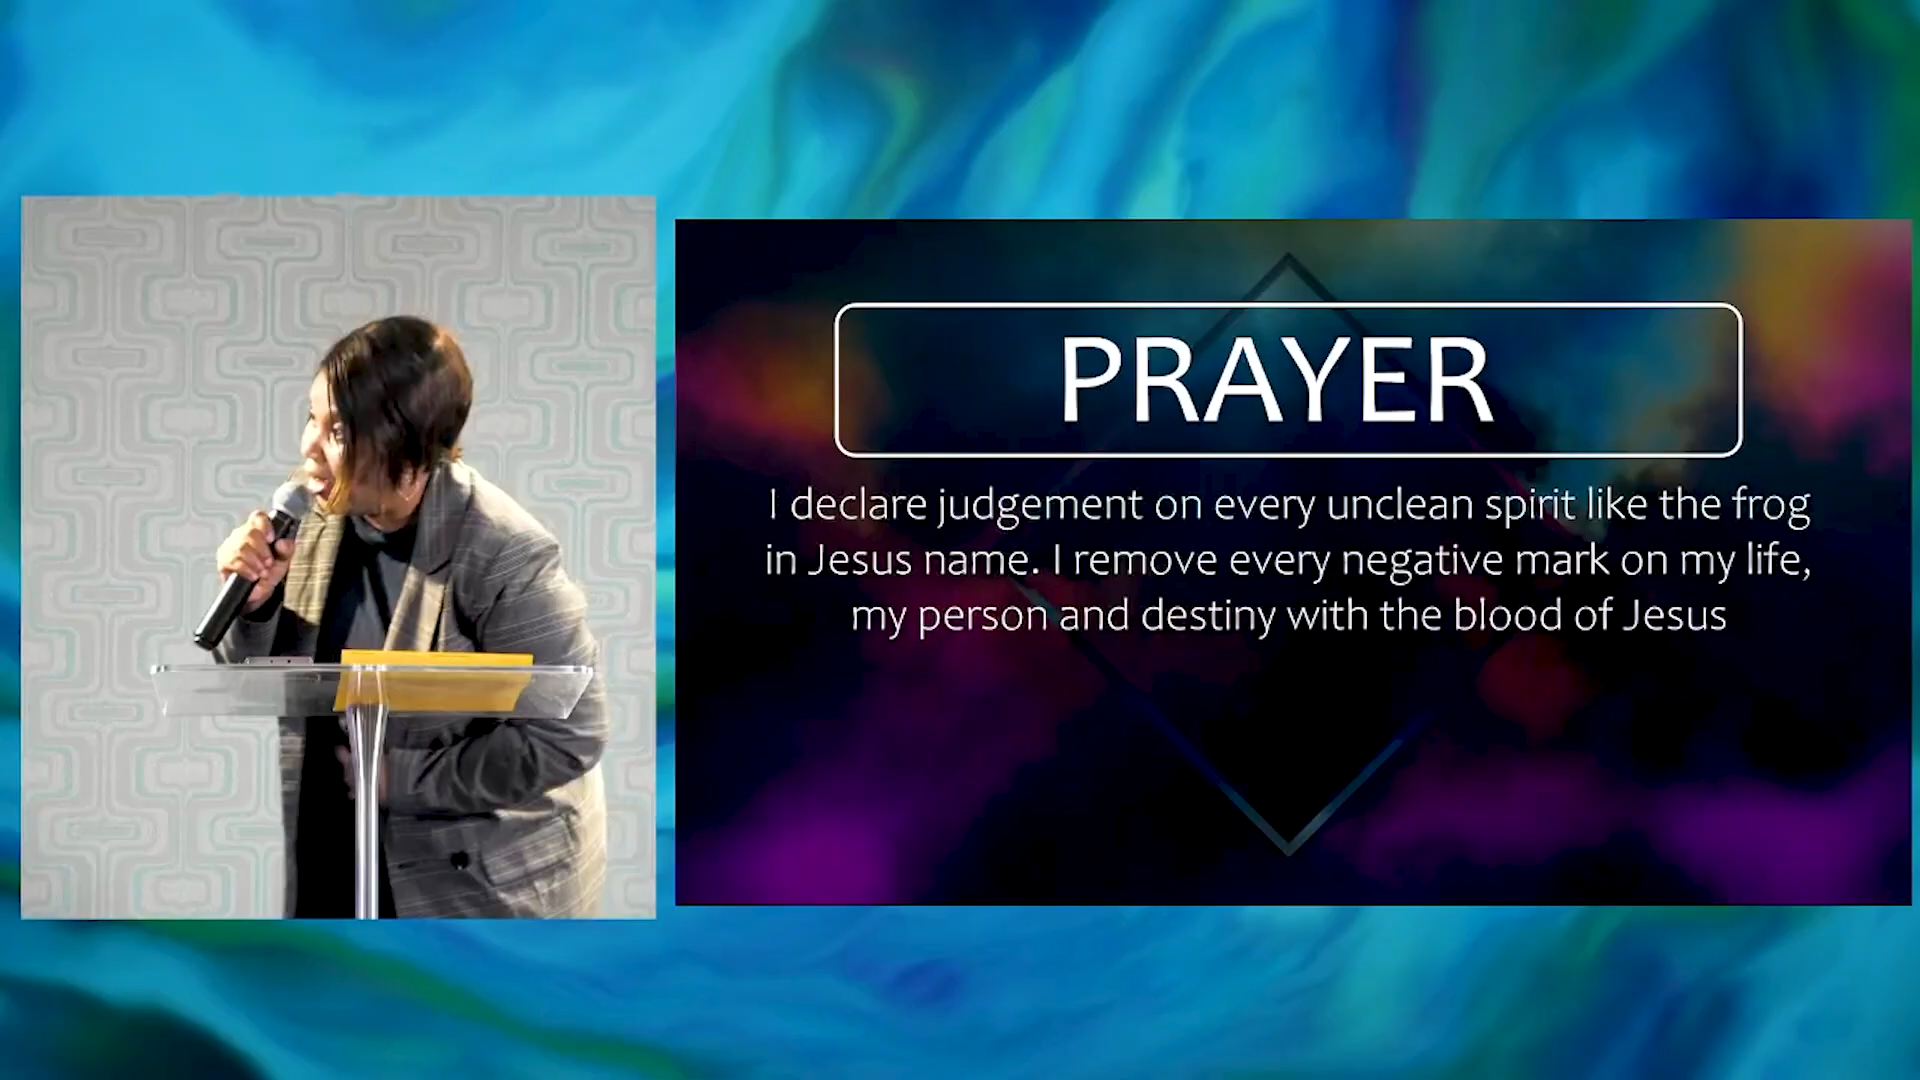 PRAYER
I declare judgement on every unclean spirit like the frog
in Jesus name. I remove every negative mark on my life,
my person and destiny with the blood of Jesus